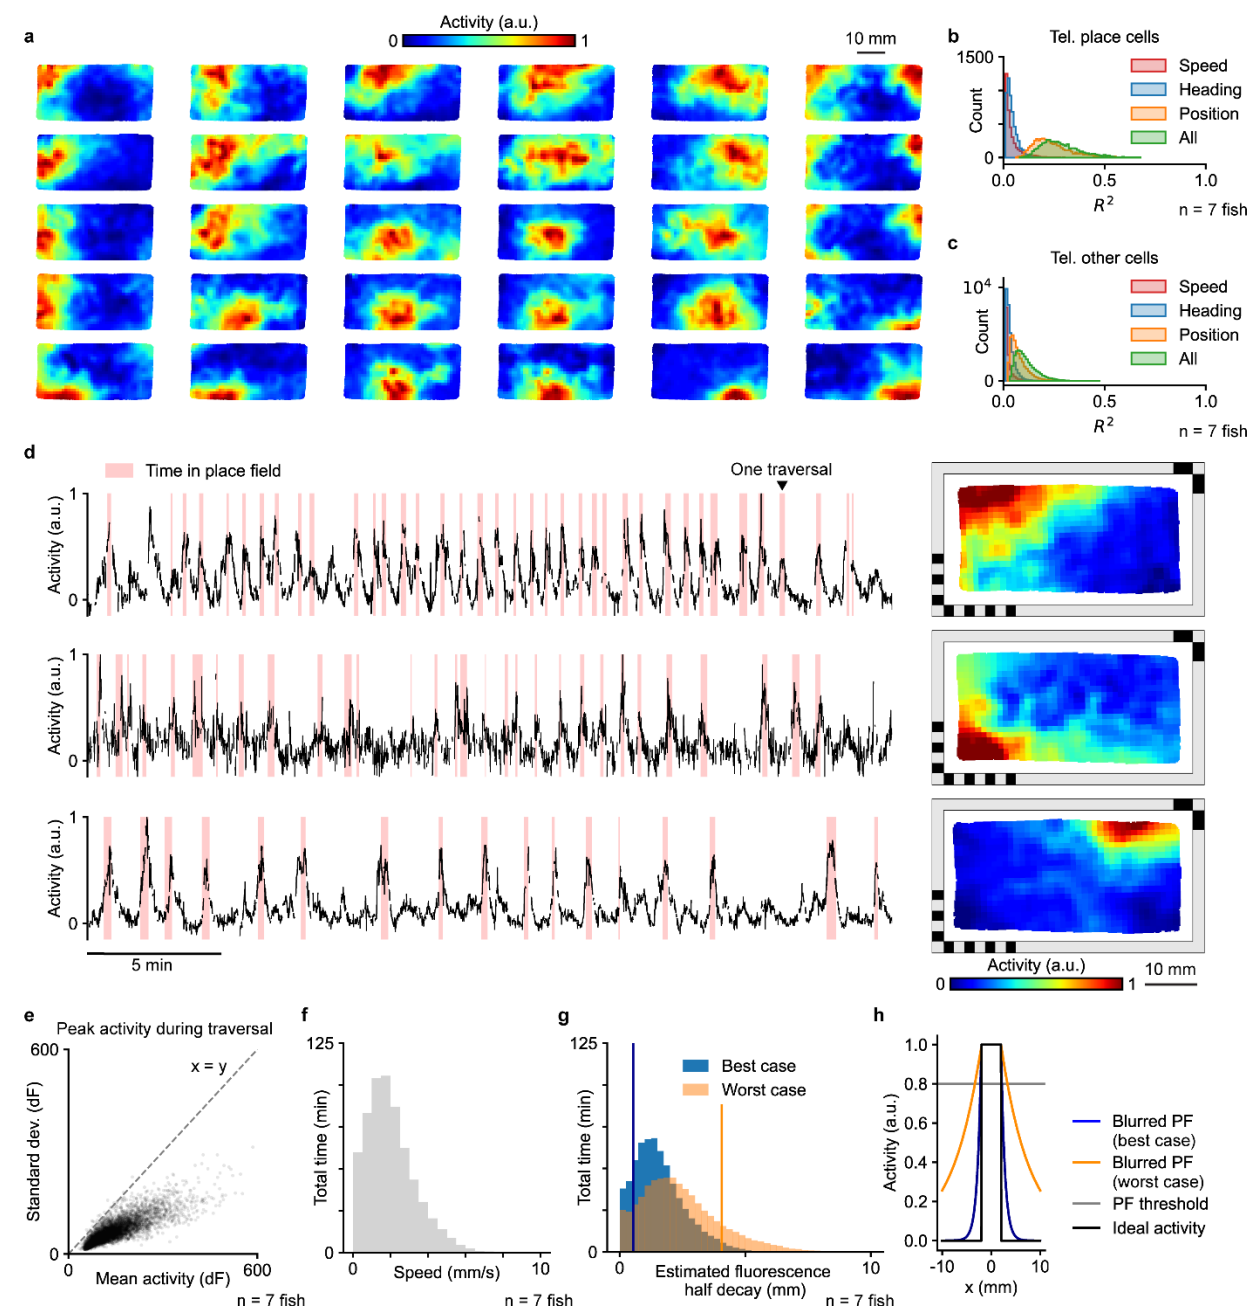 a
Activity (a.u.)
0
1
10 mm
b
Tel. place cells
1500
Count
0
Speed
Heading
Position
All
0.0
0.5
1.0
R²
n = 7 fish
c
Tel. other cells
10⁴
Count
0
Speed
Heading
Position
All
0.0
0.5
1.0
R²
n = 7 fish
d
Time in place field
One traversal
1
Activity (a.u.)
0
1
Activity (a.u.)
0
1
Activity (a.u.)
0
5 min
Activity (a.u.)
0
1
10 mm
e
Peak activity during traversal
600
x = y
Standard dev. (dF)
0
0
Mean activity (dF)
600
n = 7 fish
f
125
Total time (min)
0
0
Speed (mm/s)
10
n = 7 fish
g
125
Best case
Worst case
Total time (min)
0
0
Estimated fluorescence
half decay (mm)
10
n = 7 fish
h
1.0
0.8
0.6
0.4
0.2
0.0
Activity (a.u.)
-10
0
10
x (mm)
Blurred PF
(best case)
Blurred PF
(worst case)
PF threshold
Ideal activity